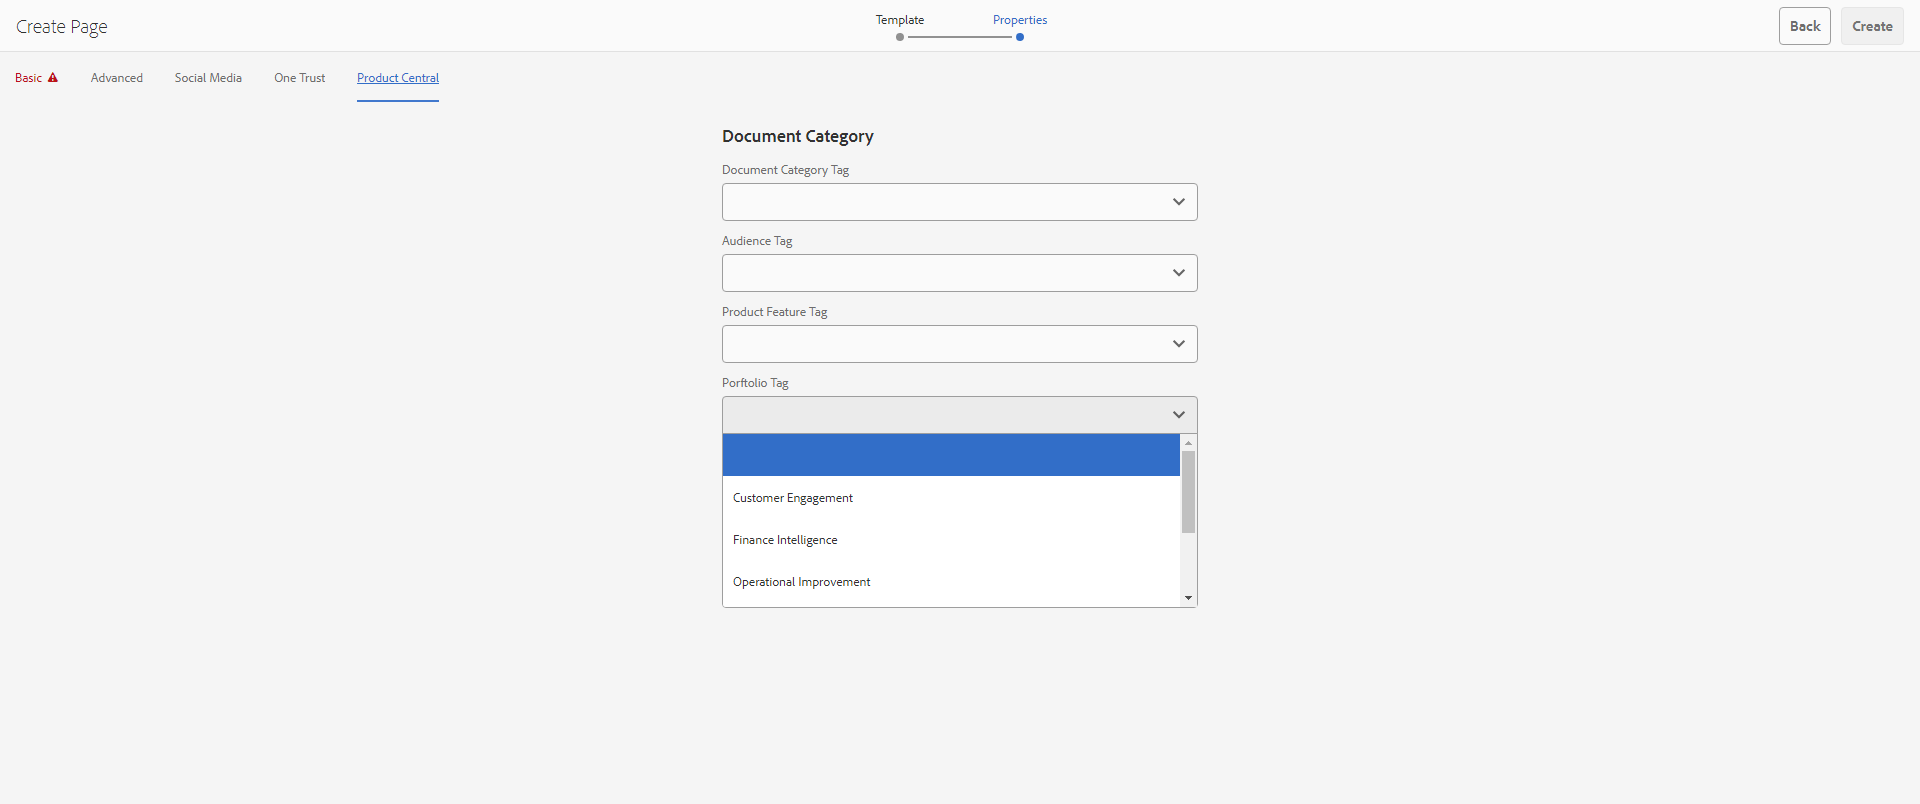 Create Page
Template
Properties
Back
Create
Basic
Advanced
Social Media
One Trust
Product Central
Document Category
Document Category Tag
Audience Tag
Product Feature Tag
Porftolio Tag
Customer Engagement
Finance Intelligence
Operational Improvement